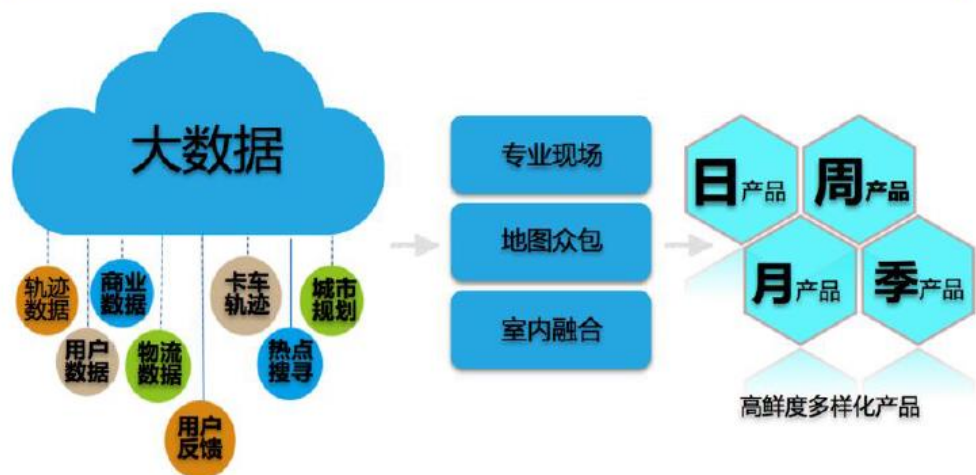 大数据
轨迹
数据
用户
数据
商业
数据
物流
数据
用户
反馈
卡车
轨迹
热点
搜寻
城市
规划
专业现场
地图众包
室内融合
日产品
周产品
月产品
季产品
高鲜度多样化产品